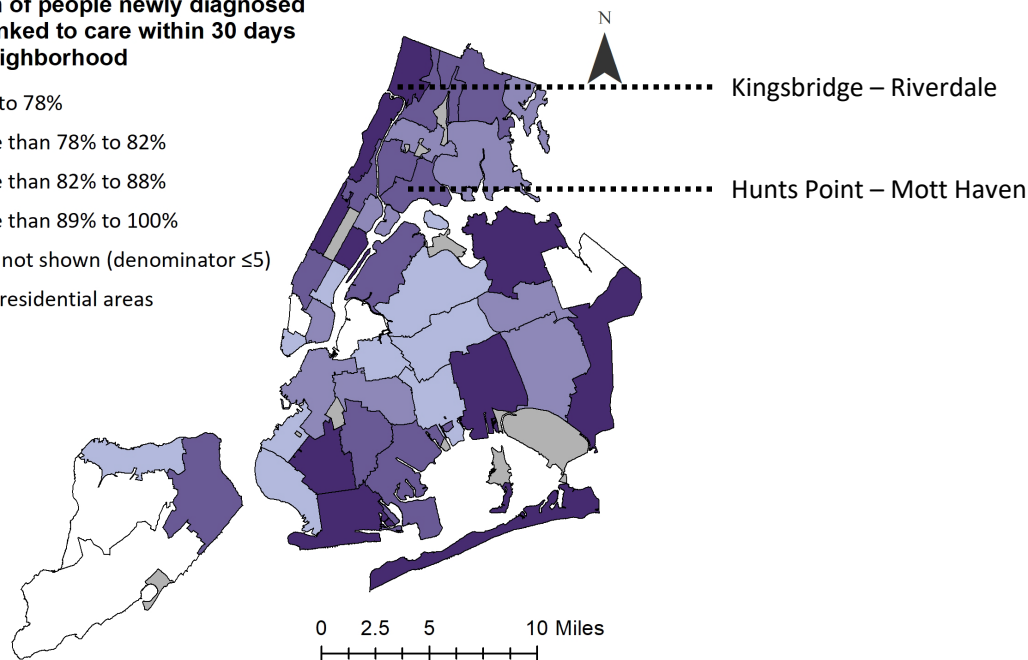 of people newly diagnosed
to care within 30 days
to 78%
than 78% to 82%
than 82% to 88%
than 89% to 100%
not shown (denominator ≤5)
residential areas
N
Kingsbridge – Riverdale
Hunts Point – Mott Haven
0 2.5 5 10 Miles